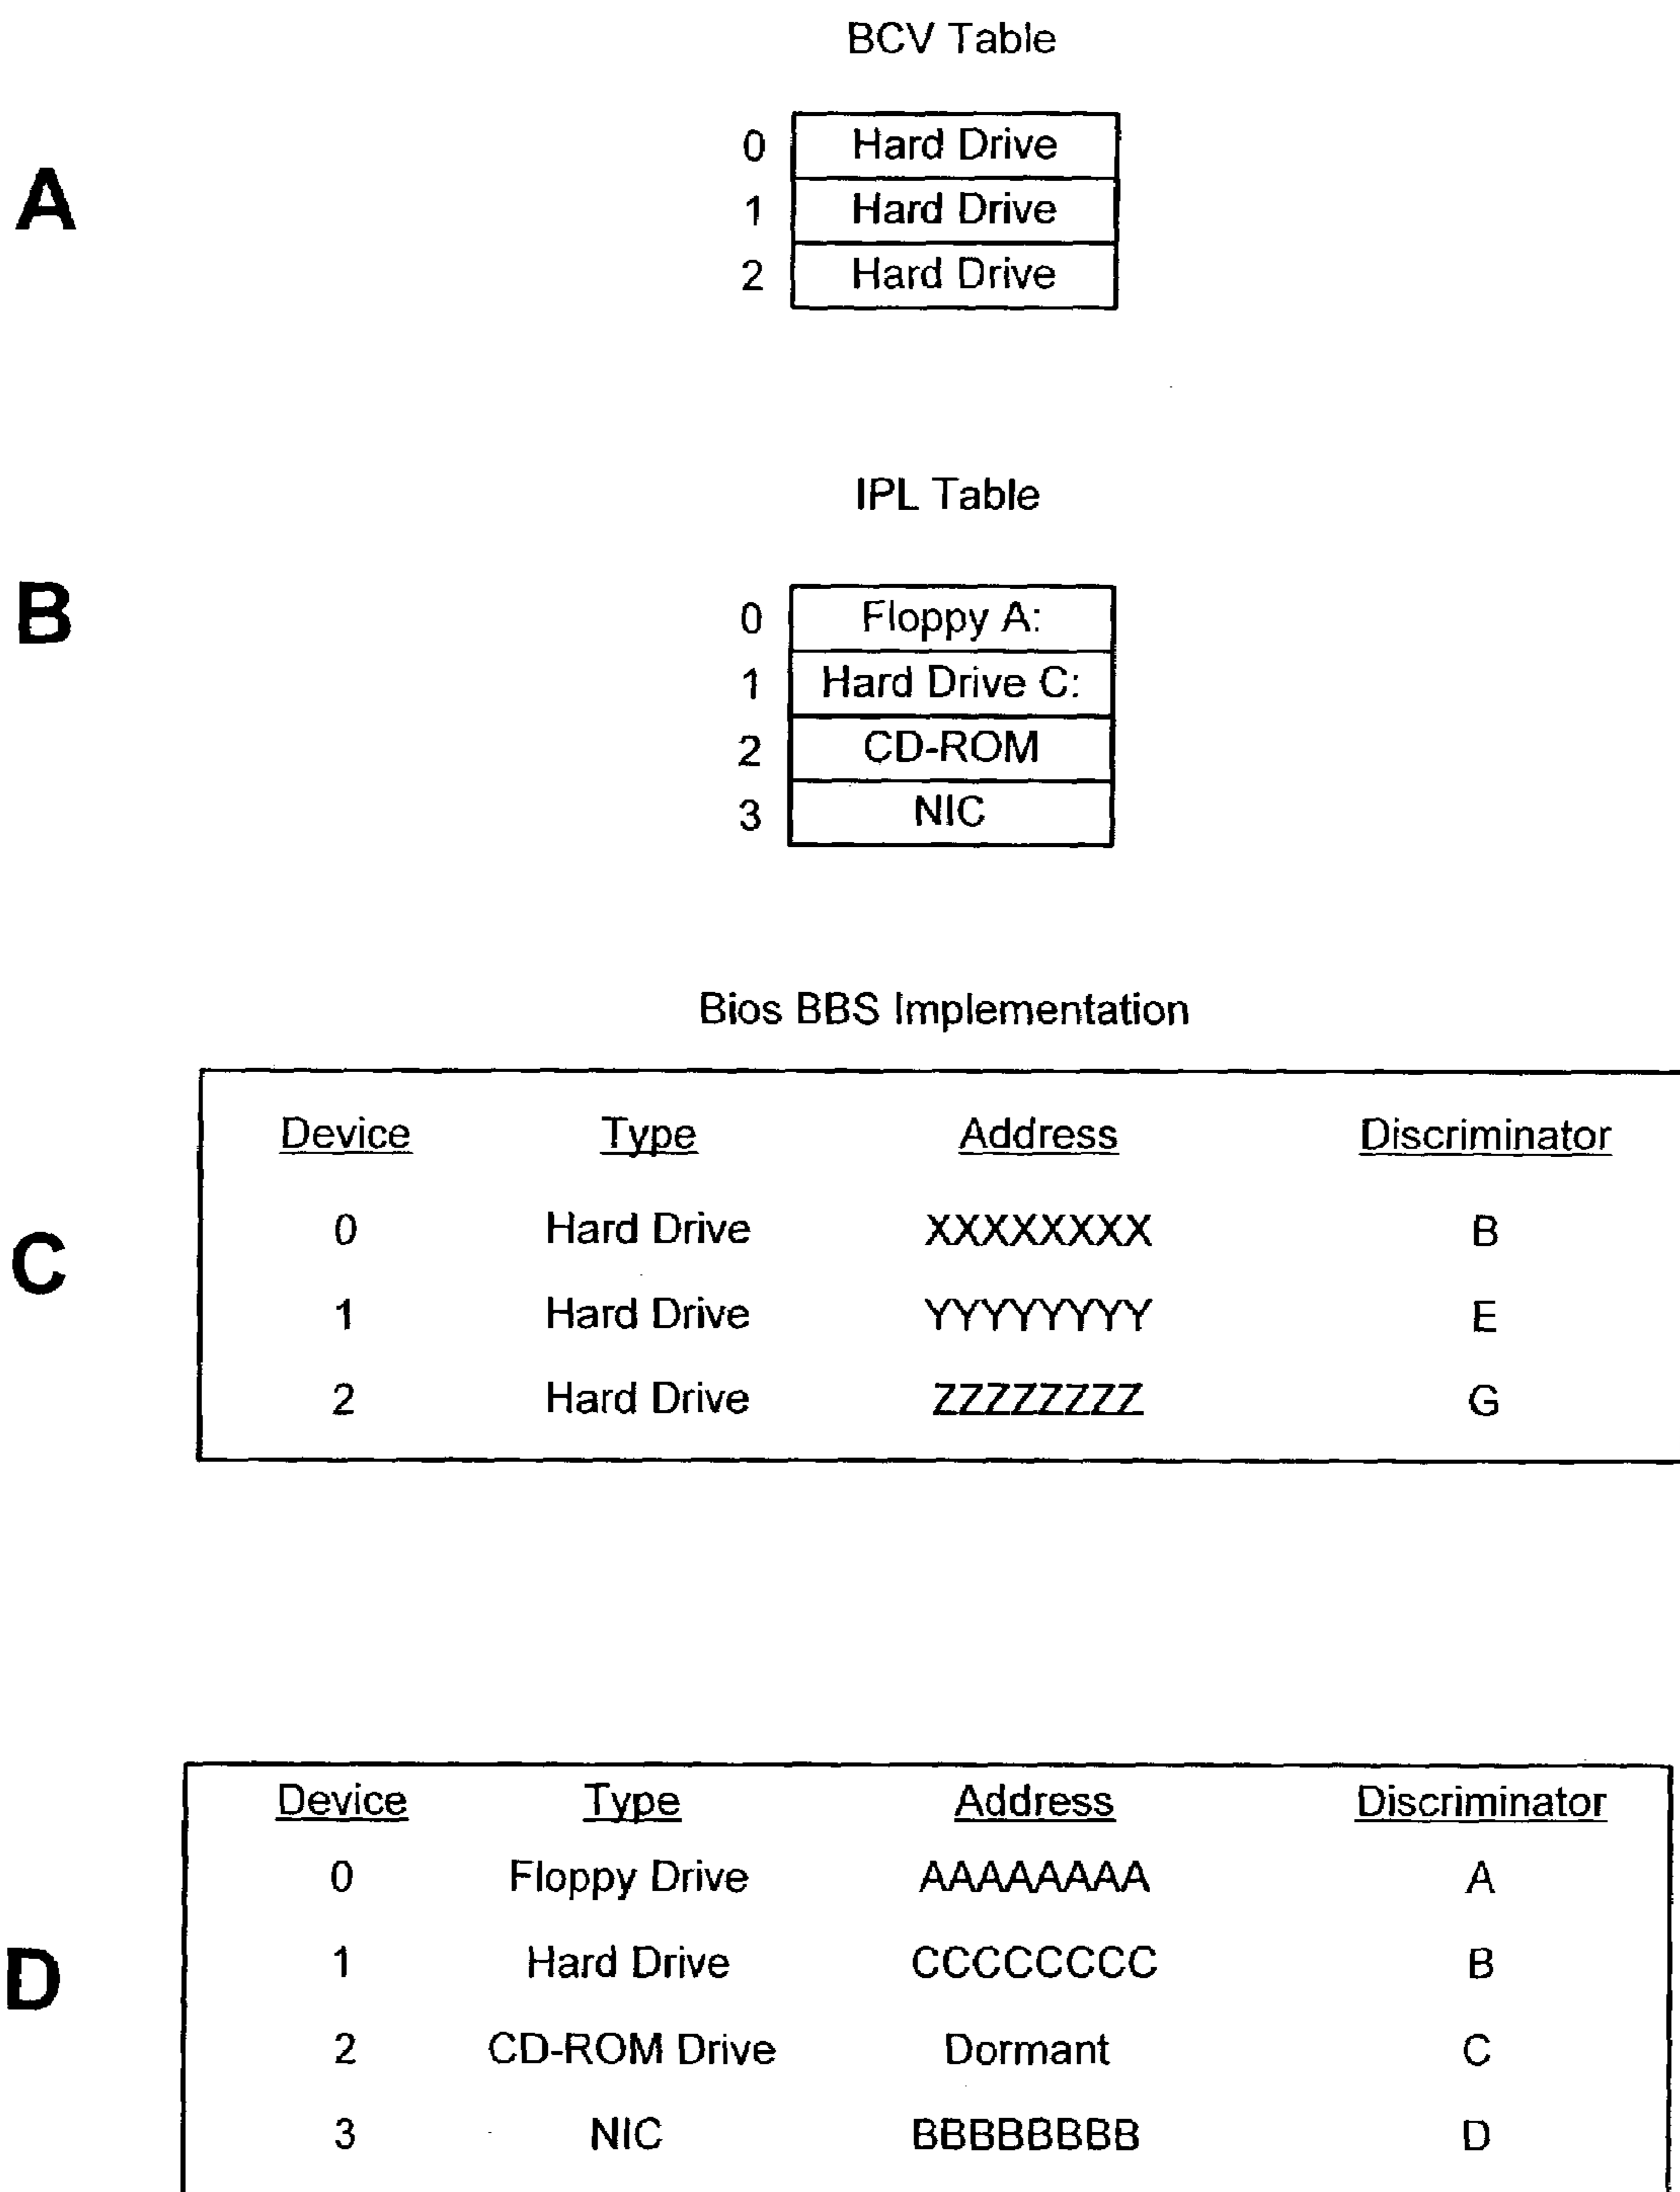 BCV Table
A
0 Hard Drive
1 Hard Drive
2 Hard Drive
IPL Table
B
0 Floppy A:
1 Hard Drive C:
2 CD-ROM
3 NIC
Bios BBS Implementation
C
Device Type Address Discriminator
0 Hard Drive XXXXXXXX B
1 Hard Drive YYYYYYYY E
2 Hard Drive ZZZZZZZZ G
D
Device Type Address Discriminator
0 Floppy Drive AAAAAAAA A
1 Hard Drive CCCCCCCC B
2 CD-ROM Drive Dormant C
3 NIC BBBBBBBB D